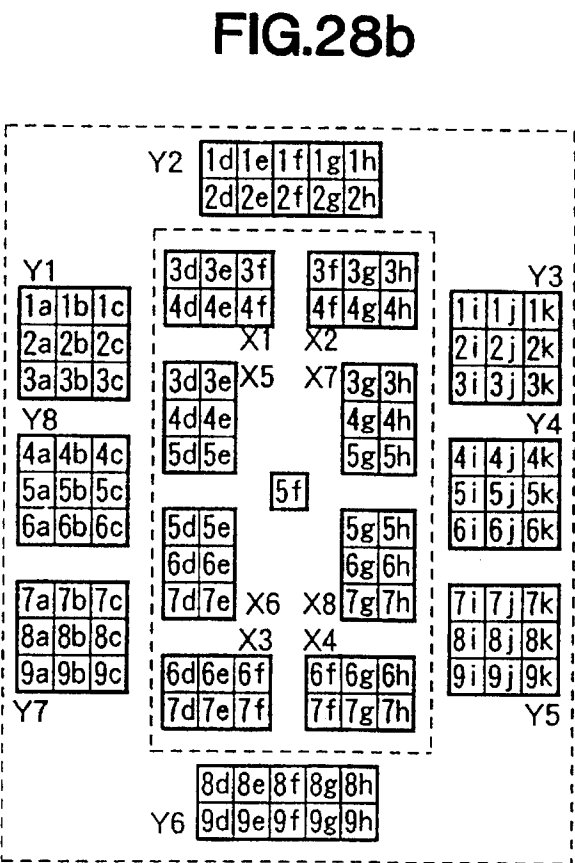 FIG.28b
Y2 1d 1e 1f 1g 1h
2d 2e 2f 2g 2h
Y1
1a 1b 1c
2a 2b 2c
3a 3b 3c
Y8
4a 4b 4c
5a 5b 5c
6a 6b 6c
7a 7b 7c
8a 8b 8c
9a 9b 9c
Y7
3d 3e 3f
4d 4e 4f
X1
3f 3g 3h
4f 4g 4h
X2
3d 3e X5
4d 4e
5d 5e
X7 3g 3h
4g 4h
5g 5h
5f
5d 5e
6d 6e
7d 7e X6
5g 5h
6g 6h
X8 7g 7h
X3
6d 6e 6f
7d 7e 7f
X4
6f 6g 6h
7f 7g 7h
Y3
1i 1j 1k
2i 2j 2k
3i 3j 3k
Y4
4i 4j 4k
5i 5j 5k
6i 6j 6k
7i 7j 7k
8i 8j 8k
9i 9j 9k
Y5
8d 8e 8f 8g 8h
Y6 9d 9e 9f 9g 9h